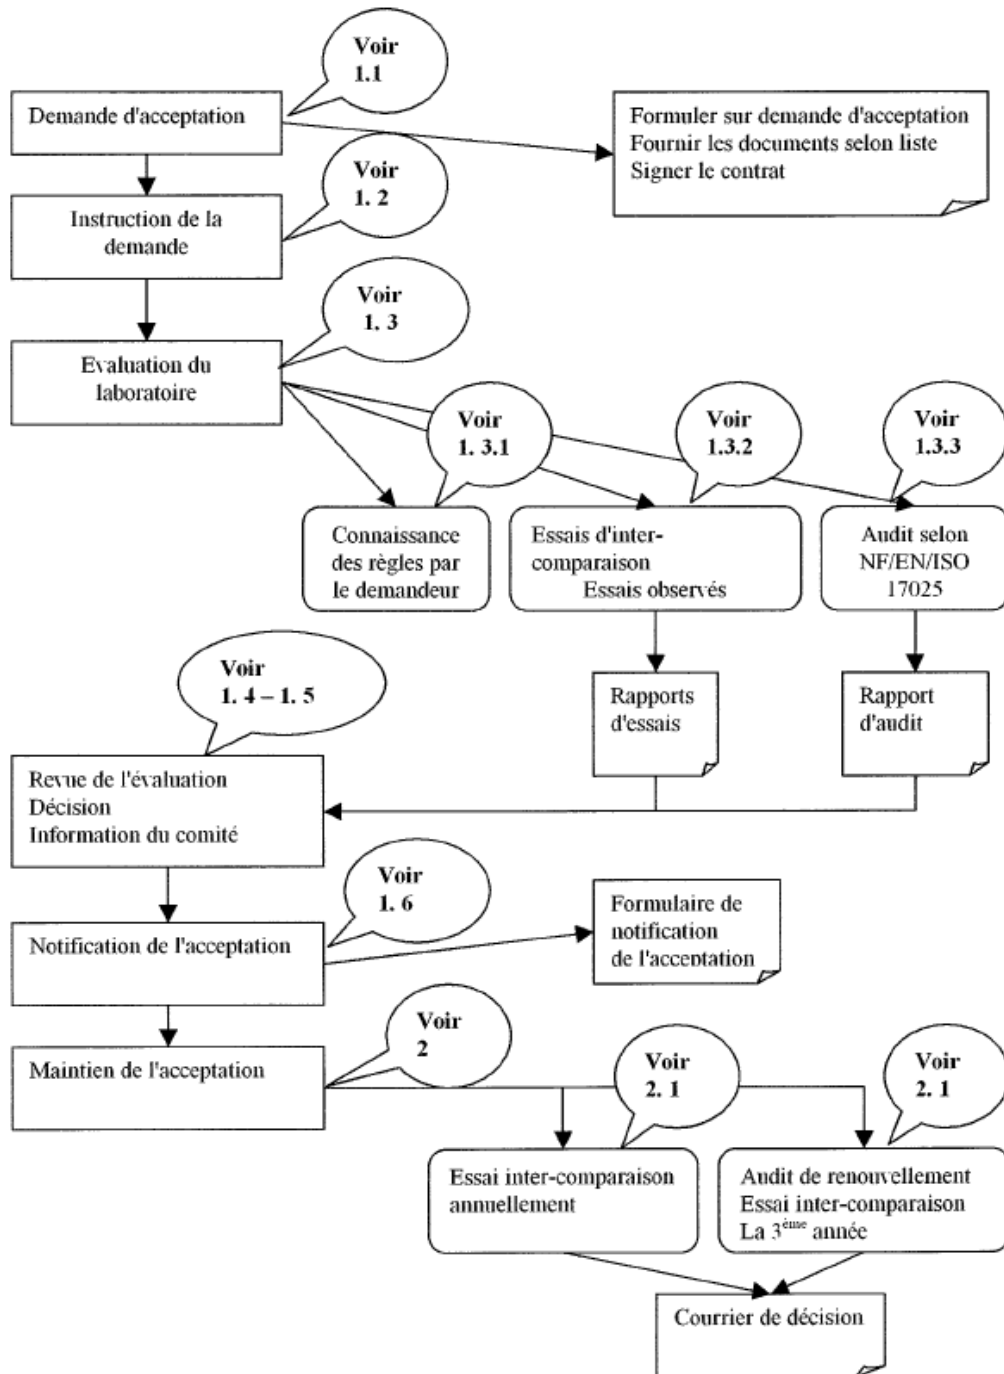 Voir
1.1
Demande d'acceptation
Formuler sur demande d'acceptation
Fournir les documents selon liste
Signer le contrat
Voir
1. 2
Instruction de la
demande
Voir
1. 3
Evaluation du
laboratoire
Voir
1. 3.1
Voir
1.3.2
Voir
1.3.3
Connaissance
des règles par
le demandeur
Essais d'inter-
comparaison
Essais observés
Audit selon
NF/EN/ISO
17025
Voir
1. 4 – 1. 5
Rapports
d'essais
Rapport
d'audit
Revue de l'évaluation
Décision
Information du comité
Voir
1. 6
Notification de l'acceptation
Formulaire de
notification
de l'acceptation
Voir
2
Maintien de l'acceptation
Voir
2. 1
Voir
2. 1
Essai inter-comparaison
annuellement
Audit de renouvellement
Essai inter-comparaison
La 3ème année
Courrier de décision